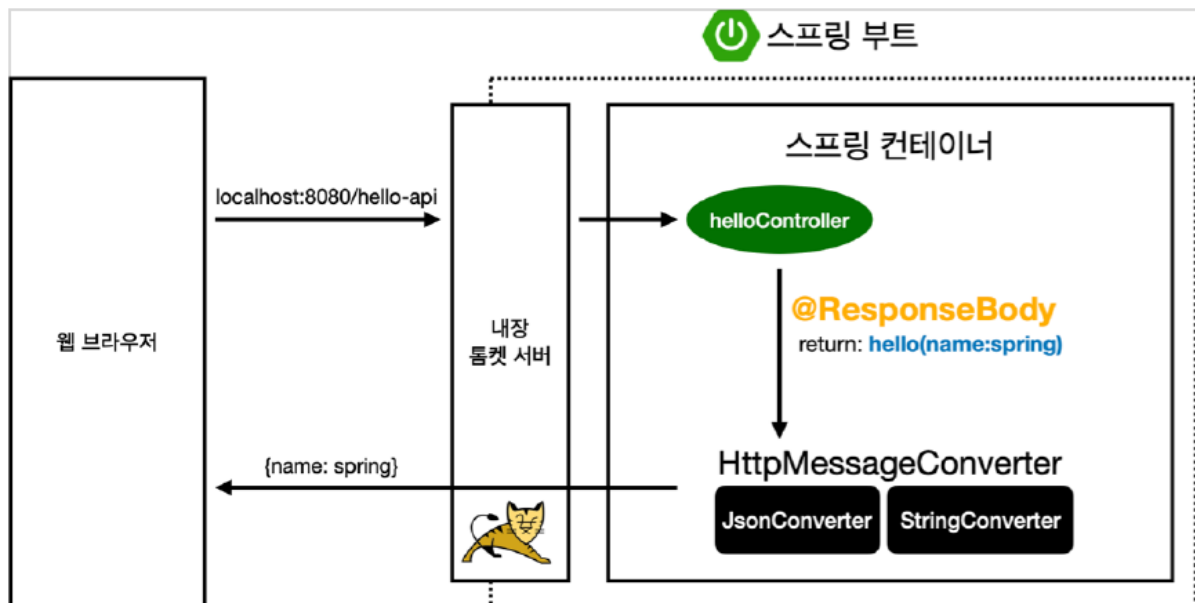 스프링 부트
스프링 컨테이너
localhost:8080/hello-api
helloController
@ResponseBody
return: hello(name:spring)
웹 브라우저
내장
톰켓 서버
{name: spring}
HttpMessageConverter
JsonConverter
StringConverter